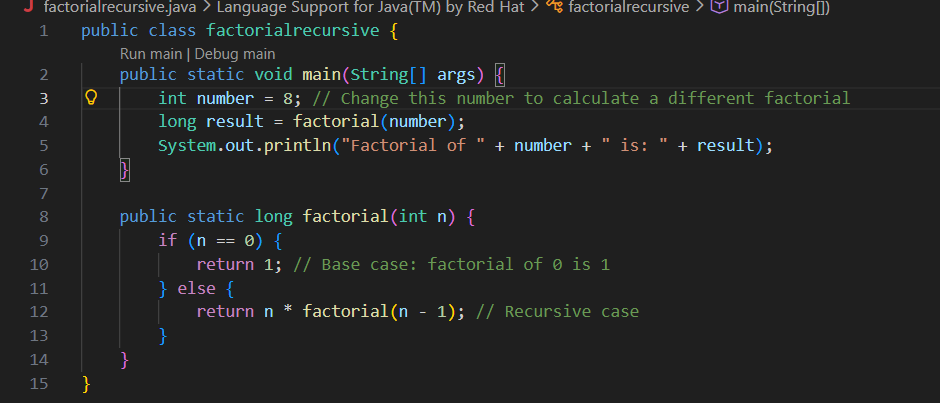 factorialrecursive.java > Language Support for Java(TM) by Red Hat > factorialrecursive > main(String[])
1 public class factorialrecursive {
Run main | Debug main
2 public static void main(String[] args) {
3 int number = 8; // Change this number to calculate a different factorial
4 long result = factorial(number);
5 System.out.println("Factorial of " + number + " is: " + result);
6 }
7
8 public static long factorial(int n) {
9 if (n == 0) {
10 return 1; // Base case: factorial of 0 is 1
11 } else {
12 return n * factorial(n - 1); // Recursive case
13 }
14 }
15 }